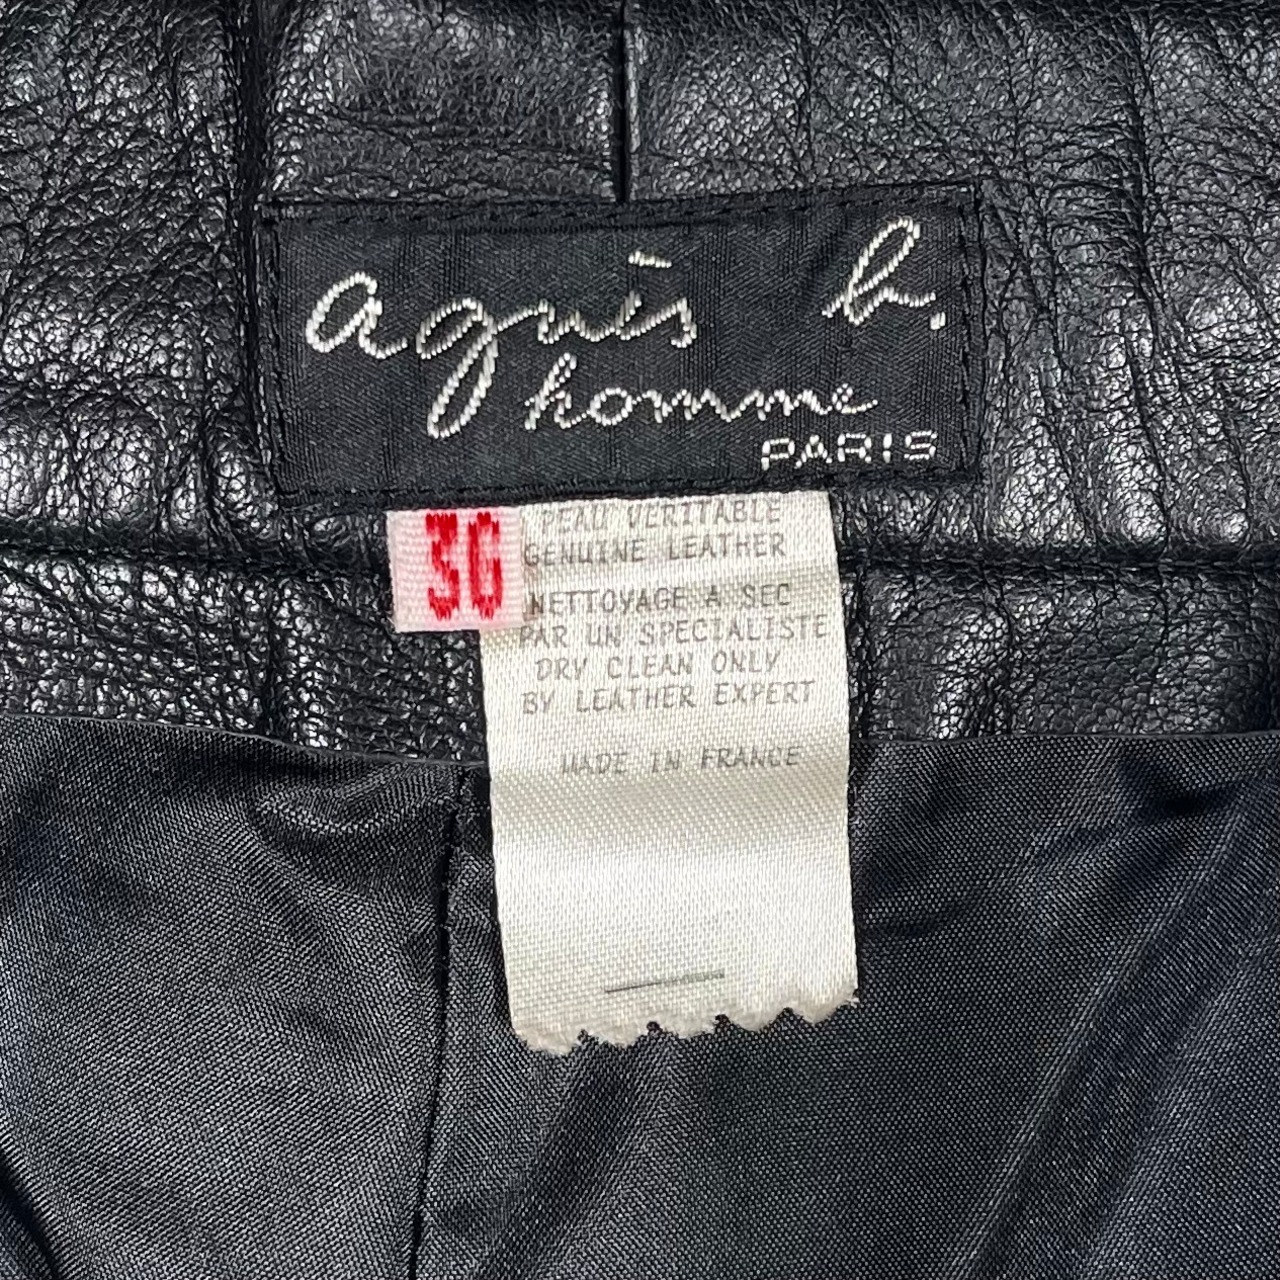 agnès b.
homme
PARIS
36
PEAU VERITABLE
GENUINE LEATHER
NETTOYAGE A SEC
PAR UN SPECIALISTE
DRY CLEAN ONLY
BY LEATHER EXPERT
MADE IN FRANCE